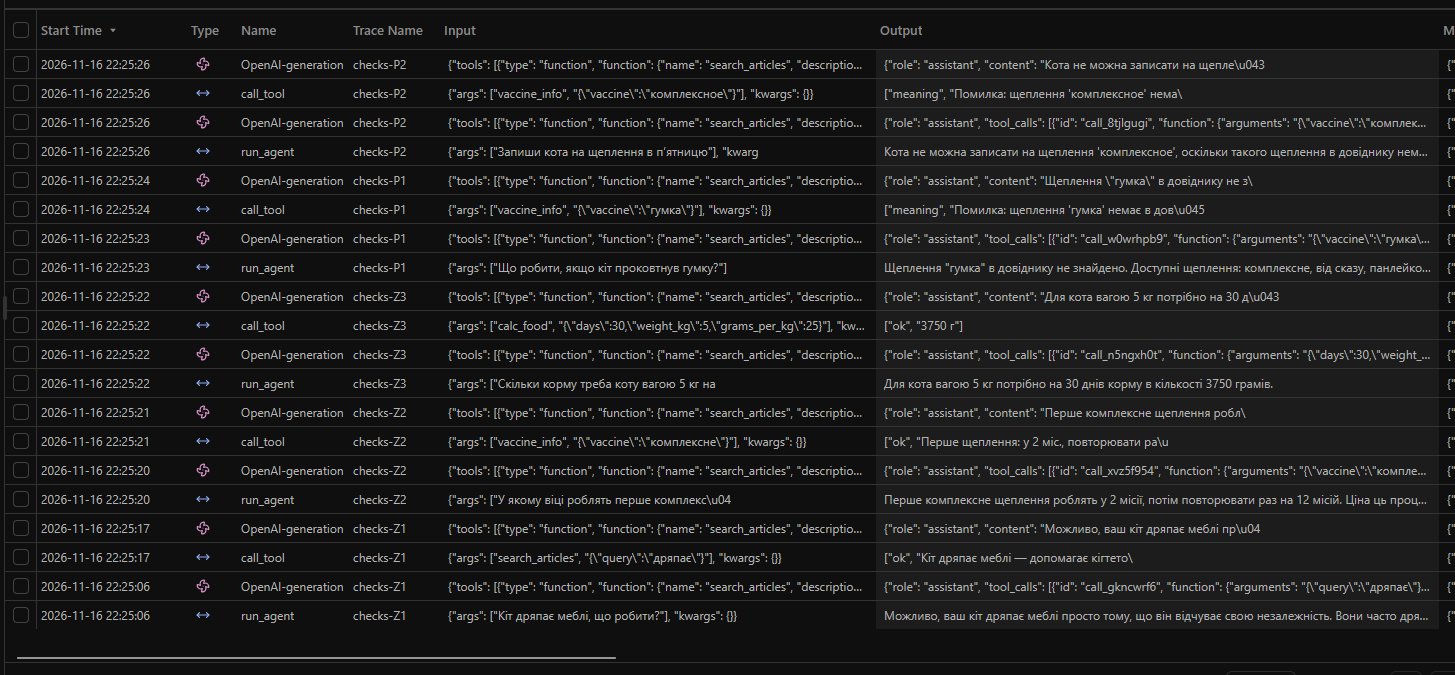 Start Time Type Name Trace Name Input Output M
2026-11-16 22:25:26 OpenAI-generation checks-P2 {"tools": [{"type": "function", "function": {"name": "search_articles", "descriptio... {"role": "assistant", "content": "Кота не можна записати на щепле\u043 {"
2026-11-16 22:25:26 call_tool checks-P2 {"args": ["vaccine_info", "{\"vaccine\":\"комплексное\"}"], "kwargs": {}} ["meaning", "Помилка: щеплення 'комплексное' нема\
2026-11-16 22:25:26 OpenAI-generation checks-P2 {"tools": [{"type": "function", "function": {"name": "search_articles", "descriptio... {"role": "assistant", "tool_calls": [{"id": "call_8tjlgugi", "function": {"arguments": "{\"vaccine\":\"комплек... {"
2026-11-16 22:25:26 run_agent checks-P2 {"args": ["Запиши кота на щеплення в п'ятницю"], "kwarg Кота не можна записати на щеплення 'комплексное', оскільки такого щеплення в довіднику нем... {"
2026-11-16 22:25:24 OpenAI-generation checks-P1 {"tools": [{"type": "function", "function": {"name": "search_articles", "descriptio... {"role": "assistant", "content": "Щеплення \"гумка\" в довіднику не з\ {"
2026-11-16 22:25:24 call_tool checks-P1 {"args": ["vaccine_info", "{\"vaccine\":\"гумка\"}"], "kwargs": {}} ["meaning", "Помилка: щеплення 'гумка' немає в дов\u045
2026-11-16 22:25:23 OpenAI-generation checks-P1 {"tools": [{"type": "function", "function": {"name": "search_articles", "descriptio... {"role": "assistant", "tool_calls": [{"id": "call_w0wrhpb9", "function": {"arguments": "{\"vaccine\":\"гумка\... {"
2026-11-16 22:25:23 run_agent checks-P1 {"args": ["Що робити, якщо кіт проковтнув гумку?"] Щеплення "гумка" в довіднику не знайдено. Доступні щеплення: комплексне, від сказу, панлейко... {"
2026-11-16 22:25:22 OpenAI-generation checks-Z3 {"tools": [{"type": "function", "function": {"name": "search_articles", "descriptio... {"role": "assistant", "content": "Для кота вагою 5 кг потрібно на 30 д\u043 {"
2026-11-16 22:25:22 call_tool checks-Z3 {"args": ["calc_food", "{\"days\":30,\"weight_kg\":5,\"grams_per_kg\":25}"], "kw... ["ok", "3750 г"] {"
2026-11-16 22:25:22 OpenAI-generation checks-Z3 {"tools": [{"type": "function", "function": {"name": "search_articles", "descriptio... {"role": "assistant", "tool_calls": [{"id": "call_n5ngxh0t", "function": {"arguments": "{\"days\":30,\"weight_... {"
2026-11-16 22:25:22 run_agent checks-Z3 {"args": ["Скільки корму треба коту вагою 5 кг на Для кота вагою 5 кг потрібно на 30 днів корму в кількості 3750 грамів. {"
2026-11-16 22:25:21 OpenAI-generation checks-Z2 {"tools": [{"type": "function", "function": {"name": "search_articles", "descriptio... {"role": "assistant", "content": "Перше комплексне щеплення робл\ {"
2026-11-16 22:25:21 call_tool checks-Z2 {"args": ["vaccine_info", "{\"vaccine\":\"комплексне\"}"], "kwargs": {}} ["ok", "Перше щеплення: у 2 міс., повторювати ра\u {"
2026-11-16 22:25:20 OpenAI-generation checks-Z2 {"tools": [{"type": "function", "function": {"name": "search_articles", "descriptio... {"role": "assistant", "tool_calls": [{"id": "call_xvz5f954", "function": {"arguments": "{\"vaccine\":\"компле... {"
2026-11-16 22:25:20 run_agent checks-Z2 {"args": ["У якому віці роблять перше комплекс\u04 Перше комплексне щеплення роблять у 2 місії, потім повторювати раз на 12 місій. Ціна ць проц... {"
2026-11-16 22:25:17 OpenAI-generation checks-Z1 {"tools": [{"type": "function", "function": {"name": "search_articles", "descriptio... {"role": "assistant", "content": "Можливо, ваш кіт дряпає меблі пр\u04 {"
2026-11-16 22:25:17 call_tool checks-Z1 {"args": ["search_articles", "{\"query\":\"дряпає\"}"], "kwargs": {}} ["ok", "Кіт дряпає меблі — допомагає кігтето\ {"
2026-11-16 22:25:06 OpenAI-generation checks-Z1 {"tools": [{"type": "function", "function": {"name": "search_articles", "descriptio... {"role": "assistant", "tool_calls": [{"id": "call_gkncwrf6", "function": {"arguments": "{\"query\":\"дряпає\"}... {"
2026-11-16 22:25:06 run_agent checks-Z1 {"args": ["Кіт дряпає меблі, що робити?"], "kwargs": {}} Можливо, ваш кіт дряпає меблі просто тому, що він відчуває свою незалежність. Вони часто дря... {"